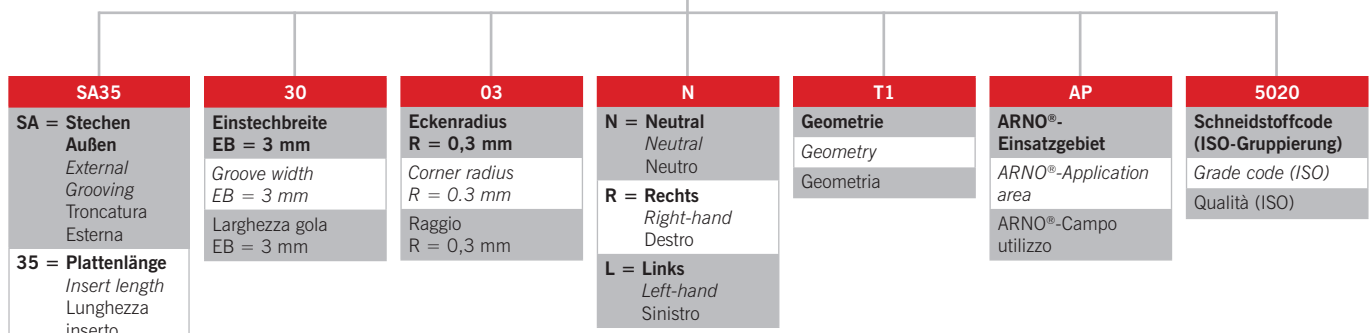 SA35
SA = Stechen
Außen
External
Grooving
Troncatura
Esterna
35 = Plattenlänge
Insert length
Lunghezza
inserto
30
Einstechbreite
EB = 3 mm
Groove width
EB = 3 mm
Larghezza gola
EB = 3 mm
03
Eckenradius
R = 0,3 mm
Corner radius
R = 0.3 mm
Raggio
R = 0,3 mm
N
N = Neutral
Neutral
Neutro
R = Rechts
Right-hand
Destro
L = Links
Left-hand
Sinistro
T1
Geometrie
Geometry
Geometria
AP
ARNO®-
Einsatzgebiet
ARNO®-Application
area
ARNO®-Campo
utilizzo
5020
Schneidstoffcode
(ISO-Gruppierung)
Grade code (ISO)
Qualità (ISO)